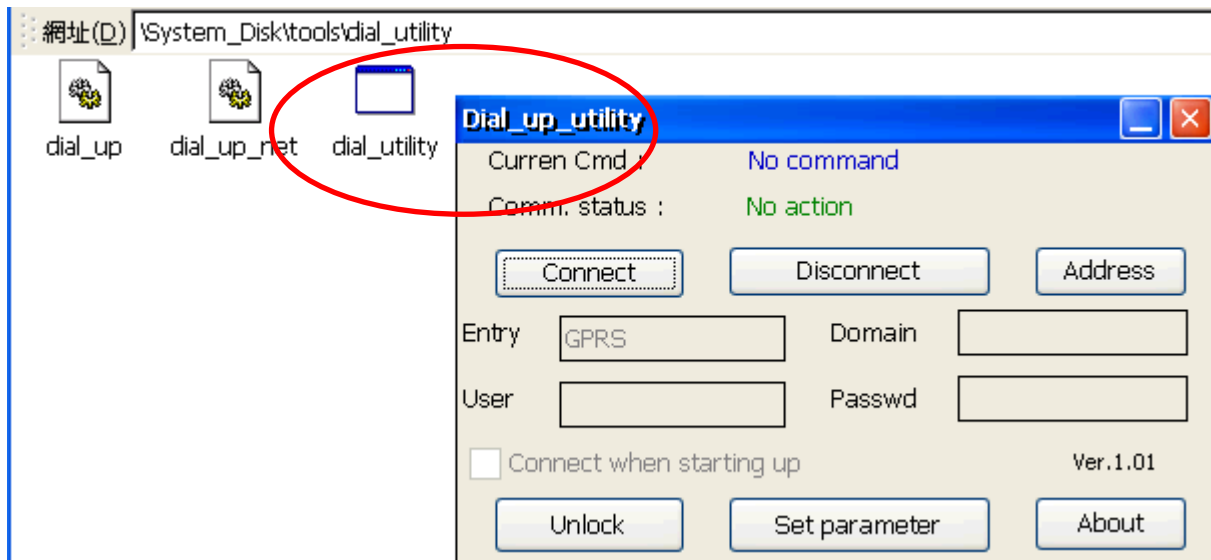 網址(D) \System_Disk\tools\dial_utility
dial_up dial_up_net dial_utility
Dial_up_utility
Curren Cmd : No command
Comm. status : No action
Connect Disconnect Address
Entry GPRS Domain
User Passwd
Connect when starting up Ver.1.01
Unlock Set parameter About